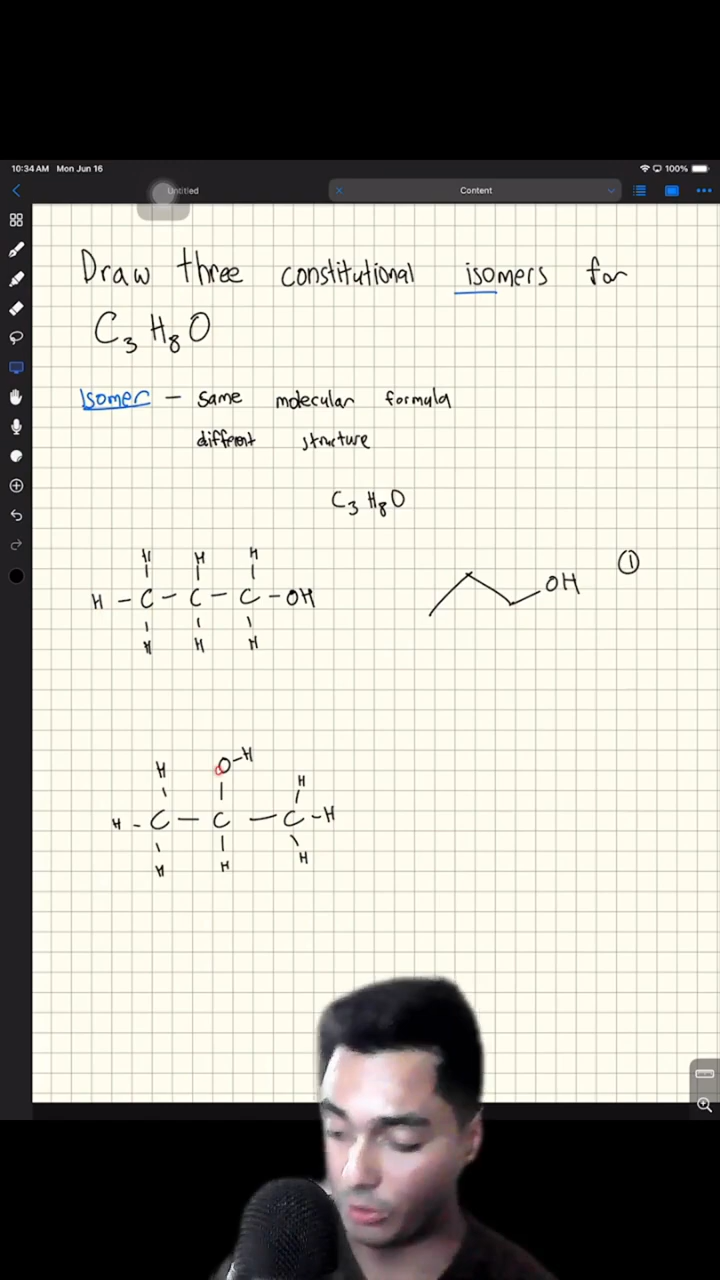 10:34 AM Mon Jun 16
100%
Untitled
Content
Draw three constitutional isomers for
C₃H₈O
Isomer - same molecular formula
different structure
C₃H₈O
H H H
H - C - C - C - OH
H H H
OH
①
H O-H H
H - C - C - C - H
H H H